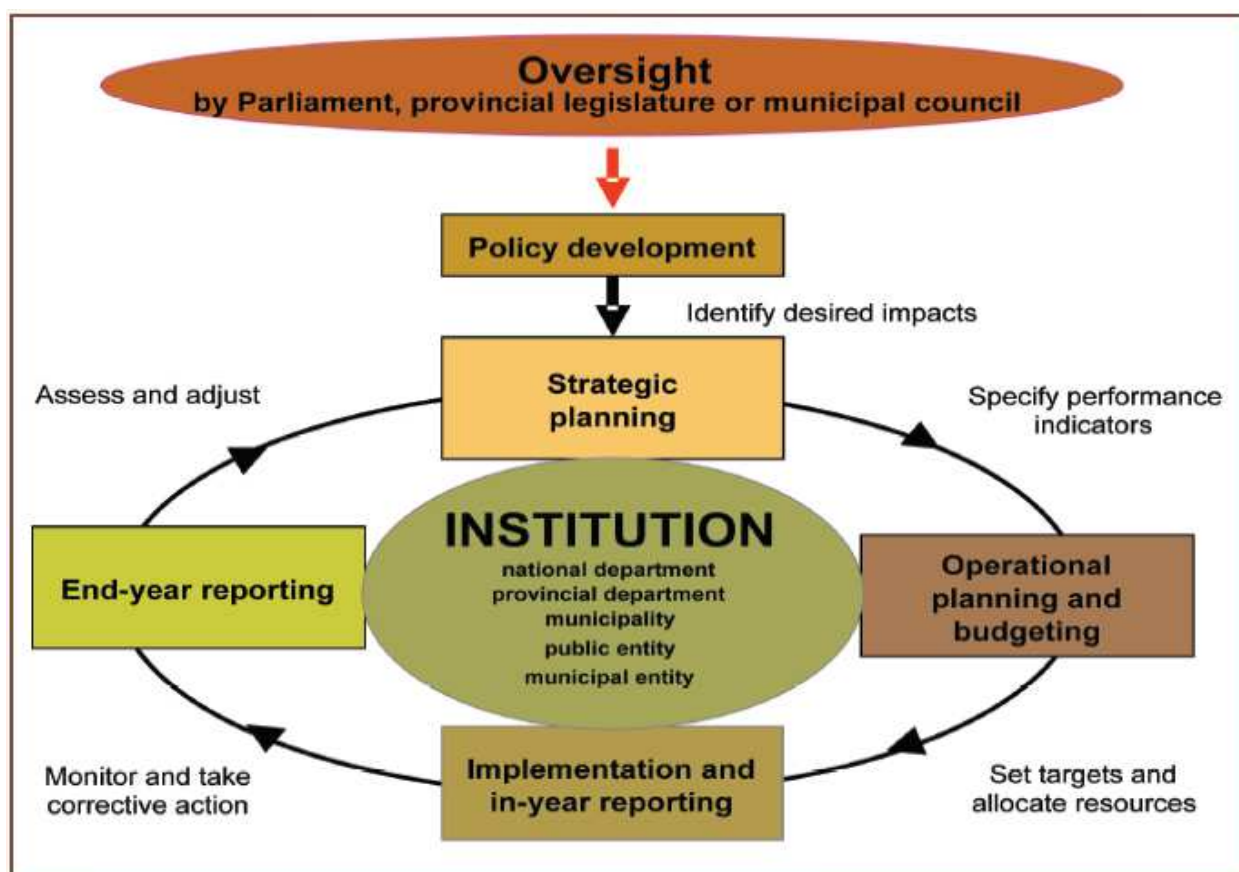 Oversight
by Parliament, provincial legislature or municipal council
Policy development
Identify desired impacts
Strategic
planning
Assess and adjust
Specify performance
indicators
INSTITUTION
national department
provincial department
municipality
public entity
municipal entity
End-year reporting
Operational
planning and
budgeting
Implementation and
in-year reporting
Monitor and take
corrective action
Set targets and
allocate resources